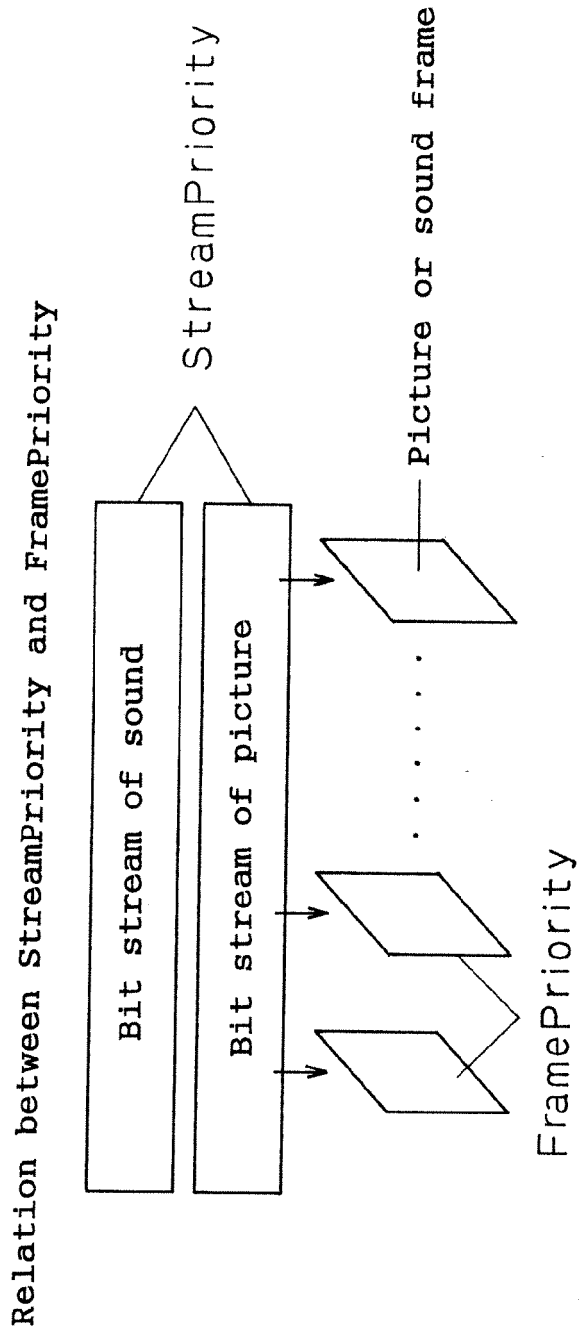 Relation between StreamPriority and FramePriority
Bit stream of sound
StreamPriority
Bit stream of picture
Picture or sound frame
FramePriority